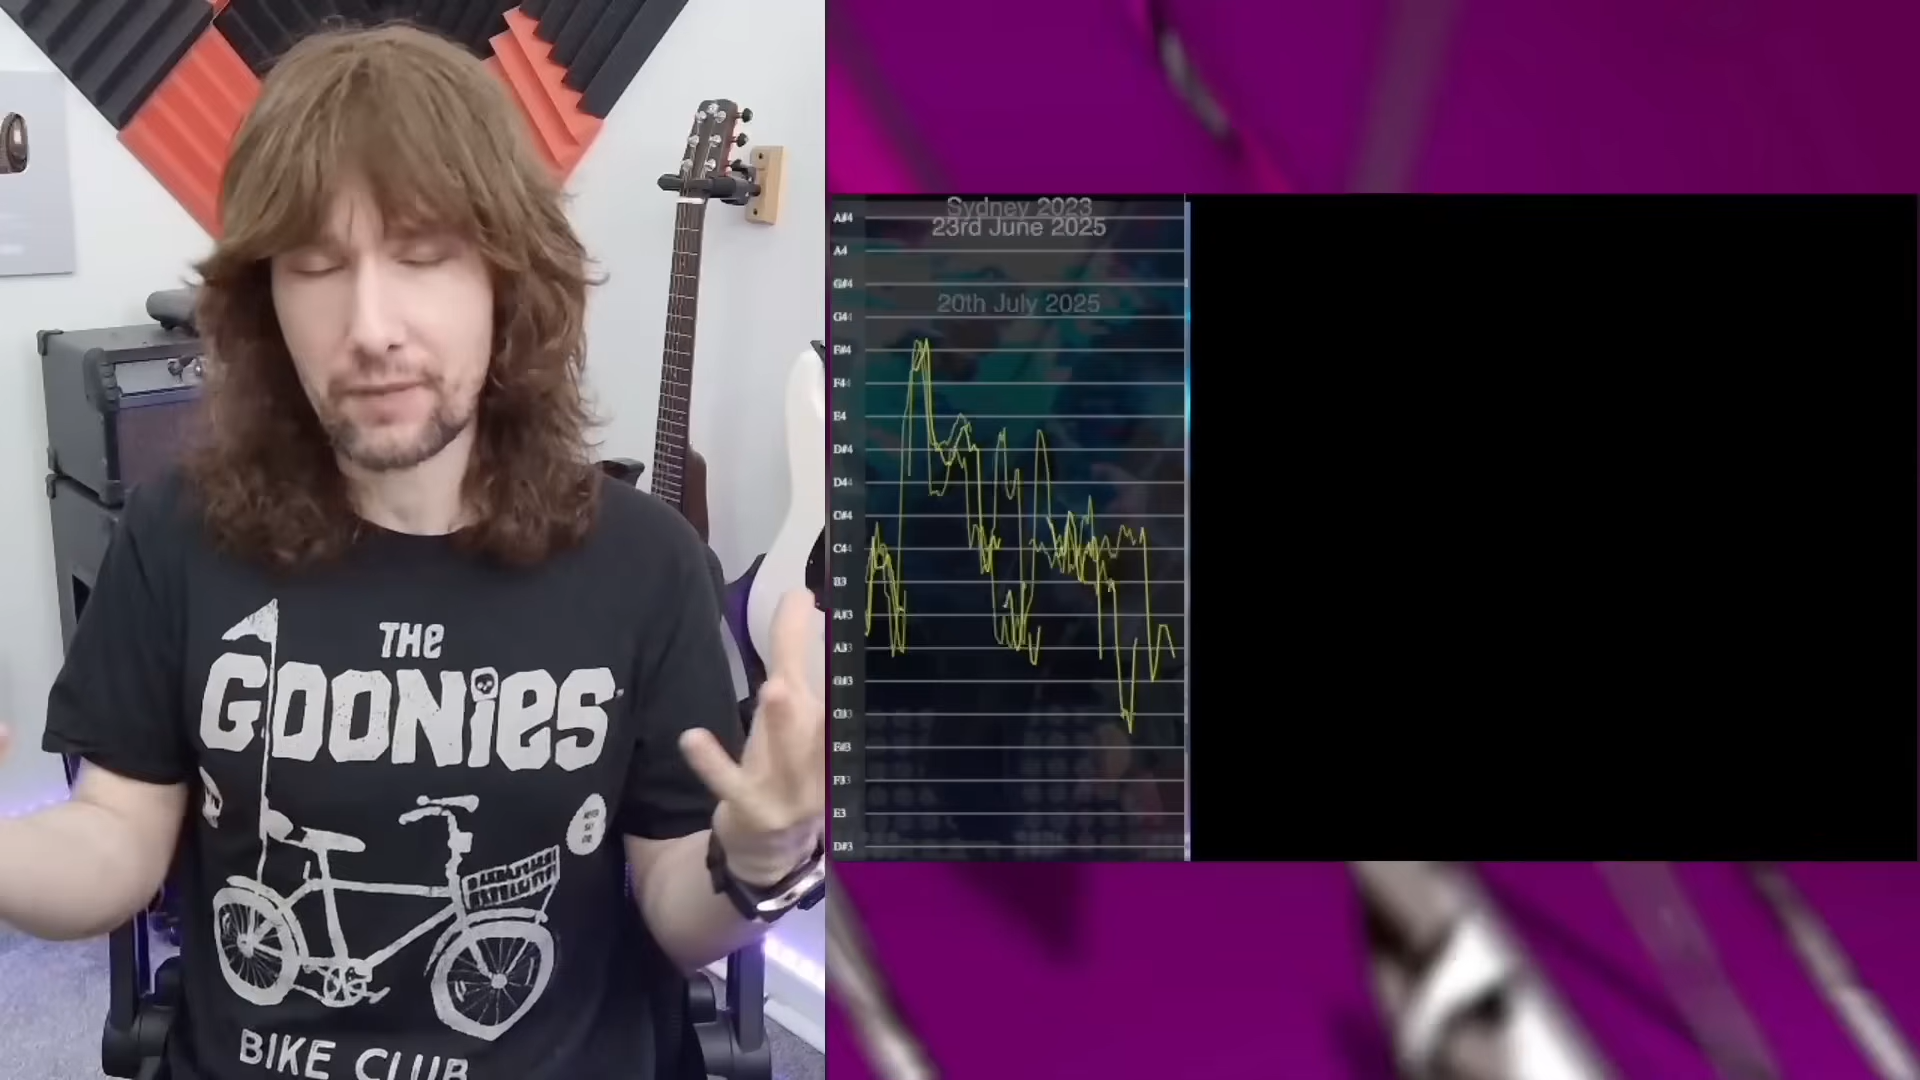 THE
GOONiES
BIKE CLUB
Sydney 2023
23rd June 2025
20th July 2025
A#4
A4
G#4
G4
F#4
F4
E4
D#4
D4
C#4
C4
B3
A#3
A3
G#3
G3
F#3
F3
E3
D#3